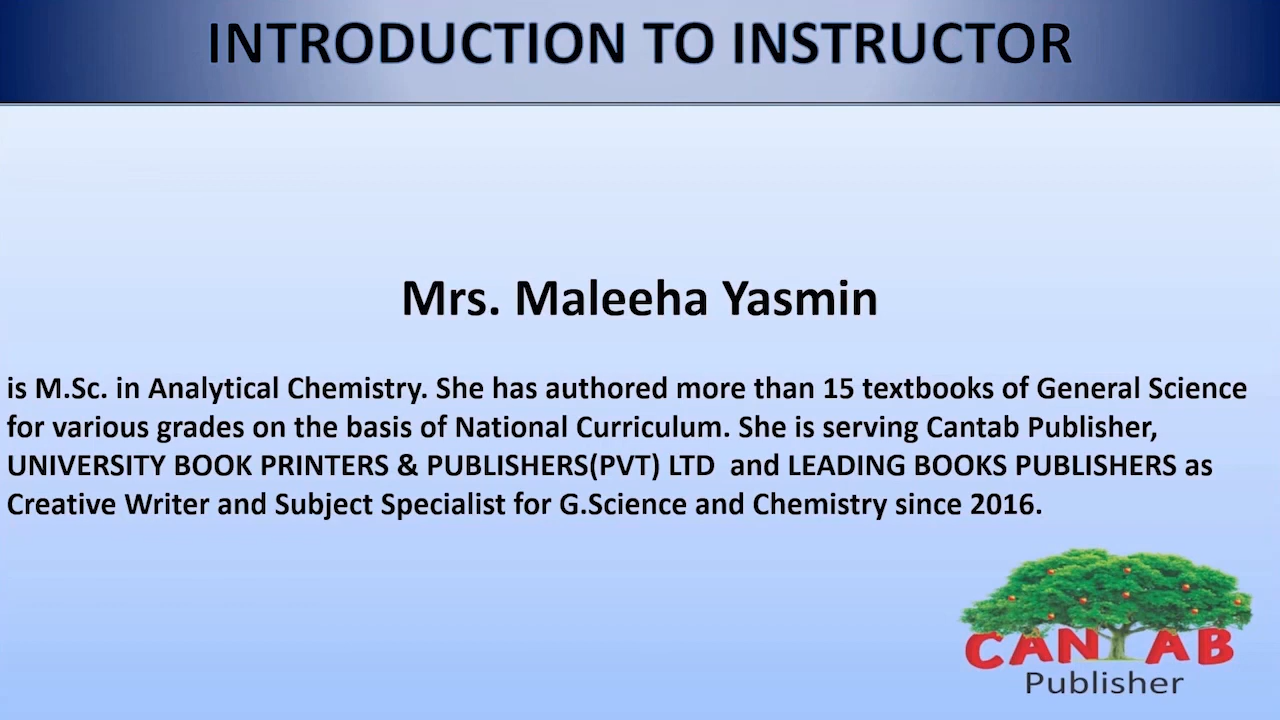 INTRODUCTION TO INSTRUCTOR
Mrs. Maleeha Yasmin
is M.Sc. in Analytical Chemistry. She has authored more than 15 textbooks of General Science
for various grades on the basis of National Curriculum. She is serving Cantab Publisher,
UNIVERSITY BOOK PRINTERS & PUBLISHERS(PVT) LTD and LEADING BOOKS PUBLISHERS as
Creative Writer and Subject Specialist for G.Science and Chemistry since 2016.
CANTAB
Publisher